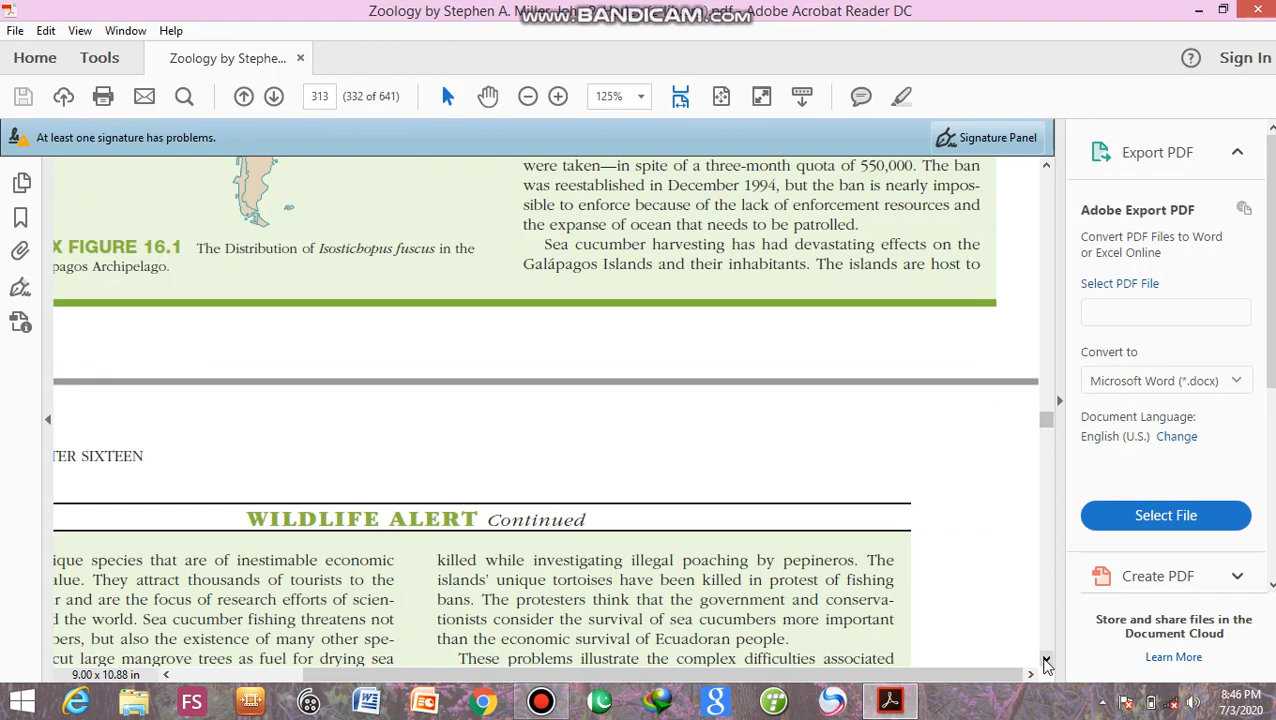 Zoology by Stephen A. Miller
.pdf - Adobe Acrobat Reader DC
www.BANDICAM.com
File Edit View Window Help
Home Tools Zoology by Stephe... × Sign In
313 (332 of 641) 125%
At least one signature has problems. Signature Panel
were taken—in spite of a three-month quota of 550,000. The ban
was reestablished in December 1994, but the ban is nearly impos-
sible to enforce because of the lack of enforcement resources and
the expanse of ocean that needs to be patrolled.
Sea cucumber harvesting has had devastating effects on the
Galápagos Islands and their inhabitants. The islands are host to
X FIGURE 16.1 The Distribution of Isostichopus fuscus in the
pagos Archipelago.
TER SIXTEEN
WILDLIFE ALERT Continued
ique species that are of inestimable economic
alue. They attract thousands of tourists to the
r and are the focus of research efforts of scien-
d the world. Sea cucumber fishing threatens not
bers, but also the existence of many other spe-
cut large mangrove trees as fuel for drying sea
killed while investigating illegal poaching by pepineros. The
islands' unique tortoises have been killed in protest of fishing
bans. The protesters think that the government and conserva-
tionists consider the survival of sea cucumbers more important
than the economic survival of Ecuadoran people.
These problems illustrate the complex difficulties associated
9.00 x 10.88 in
Export PDF
Adobe Export PDF
Convert PDF Files to Word
or Excel Online
Select PDF File
Convert to
Microsoft Word (*.docx)
Document Language:
English (U.S.) Change
Select File
Create PDF
Store and share files in the
Document Cloud
Learn More
FS
8:46 PM
7/3/2020